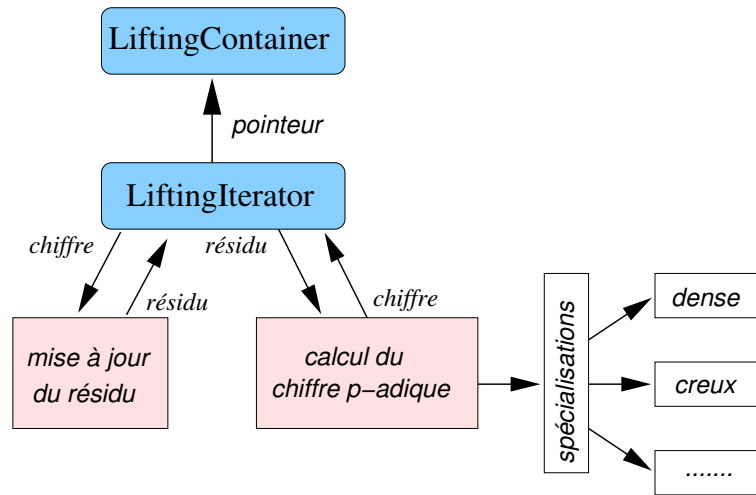 LiftingContainer
pointeur
LiftingIterator
chiffre
résidu
résidu
chiffre
mise à jour
du résidu
calcul du
chiffre p−adique
spécialisations
dense
creux
.......